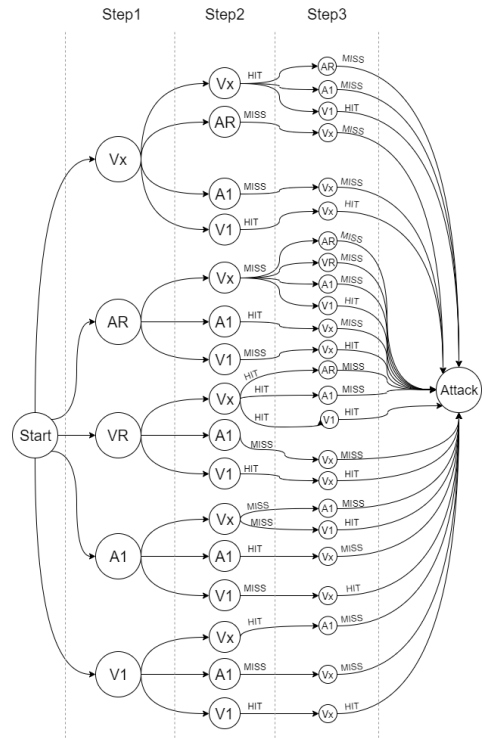 Step1 Step2 Step3
Vx HIT AR MISS
A1 MISS
V1 HIT
AR MISS Vx MISS
Vx
A1 MISS Vx MISS
V1 HIT Vx HIT
AR MISS
Vx MISS VR MISS
A1 MISS
V1 HIT
AR A1 HIT Vx MISS
V1 MISS Vx HIT
HIT AR MISS
Vx HIT A1 MISS
HIT V1 HIT
Attack
Start VR A1 MISS Vx MISS
V1 HIT Vx HIT
Vx MISS A1 MISS
MISS V1 HIT
A1 A1 HIT Vx MISS
V1 MISS Vx HIT
Vx HIT A1 MISS
V1 A1 MISS Vx MISS
V1 HIT Vx HIT